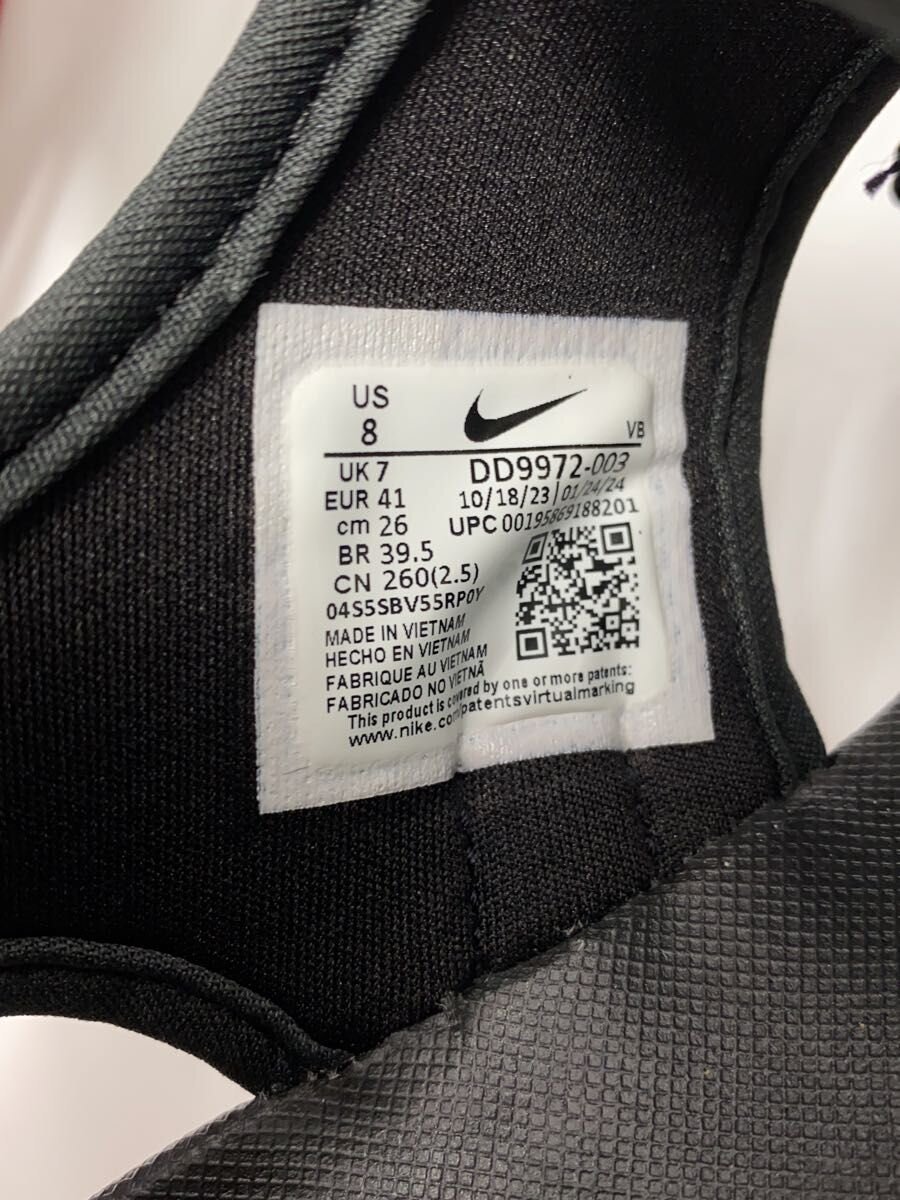 US
8
VB
UK 7
DD9972-003
EUR 41
10/18/23 | 01/24/24
cm 26
UPC 00195869188201
BR 39.5
CN 260(2.5)
04S5SBV55RP0Y
MADE IN VIETNAM
HECHO EN VIETNAM
FABRIQUE AU VIETNAM
FABRICADO NO VIETNÃ
This product is covered by one or more patents:
www.nike.com/patentsvirtualmarking